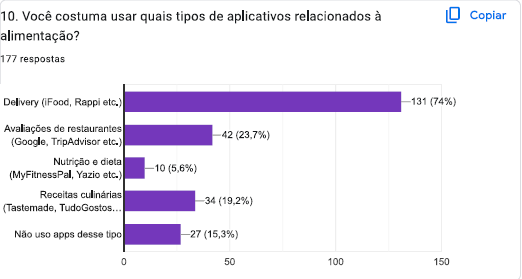 10. Você costuma usar quais tipos de aplicativos relacionados à
alimentação?
Copiar
177 respostas
Delivery (iFood, Rappi etc.)
131 (74%)
Avaliações de restaurantes
(Google, TripAdvisor etc.)
42 (23,7%)
Nutrição e dieta
(MyFitnessPal, Yazio etc.)
10 (5,6%)
Receitas culinárias
(Tastemade, TudoGostos…
34 (19,2%)
Não uso apps desse tipo
27 (15,3%)
0
50
100
150